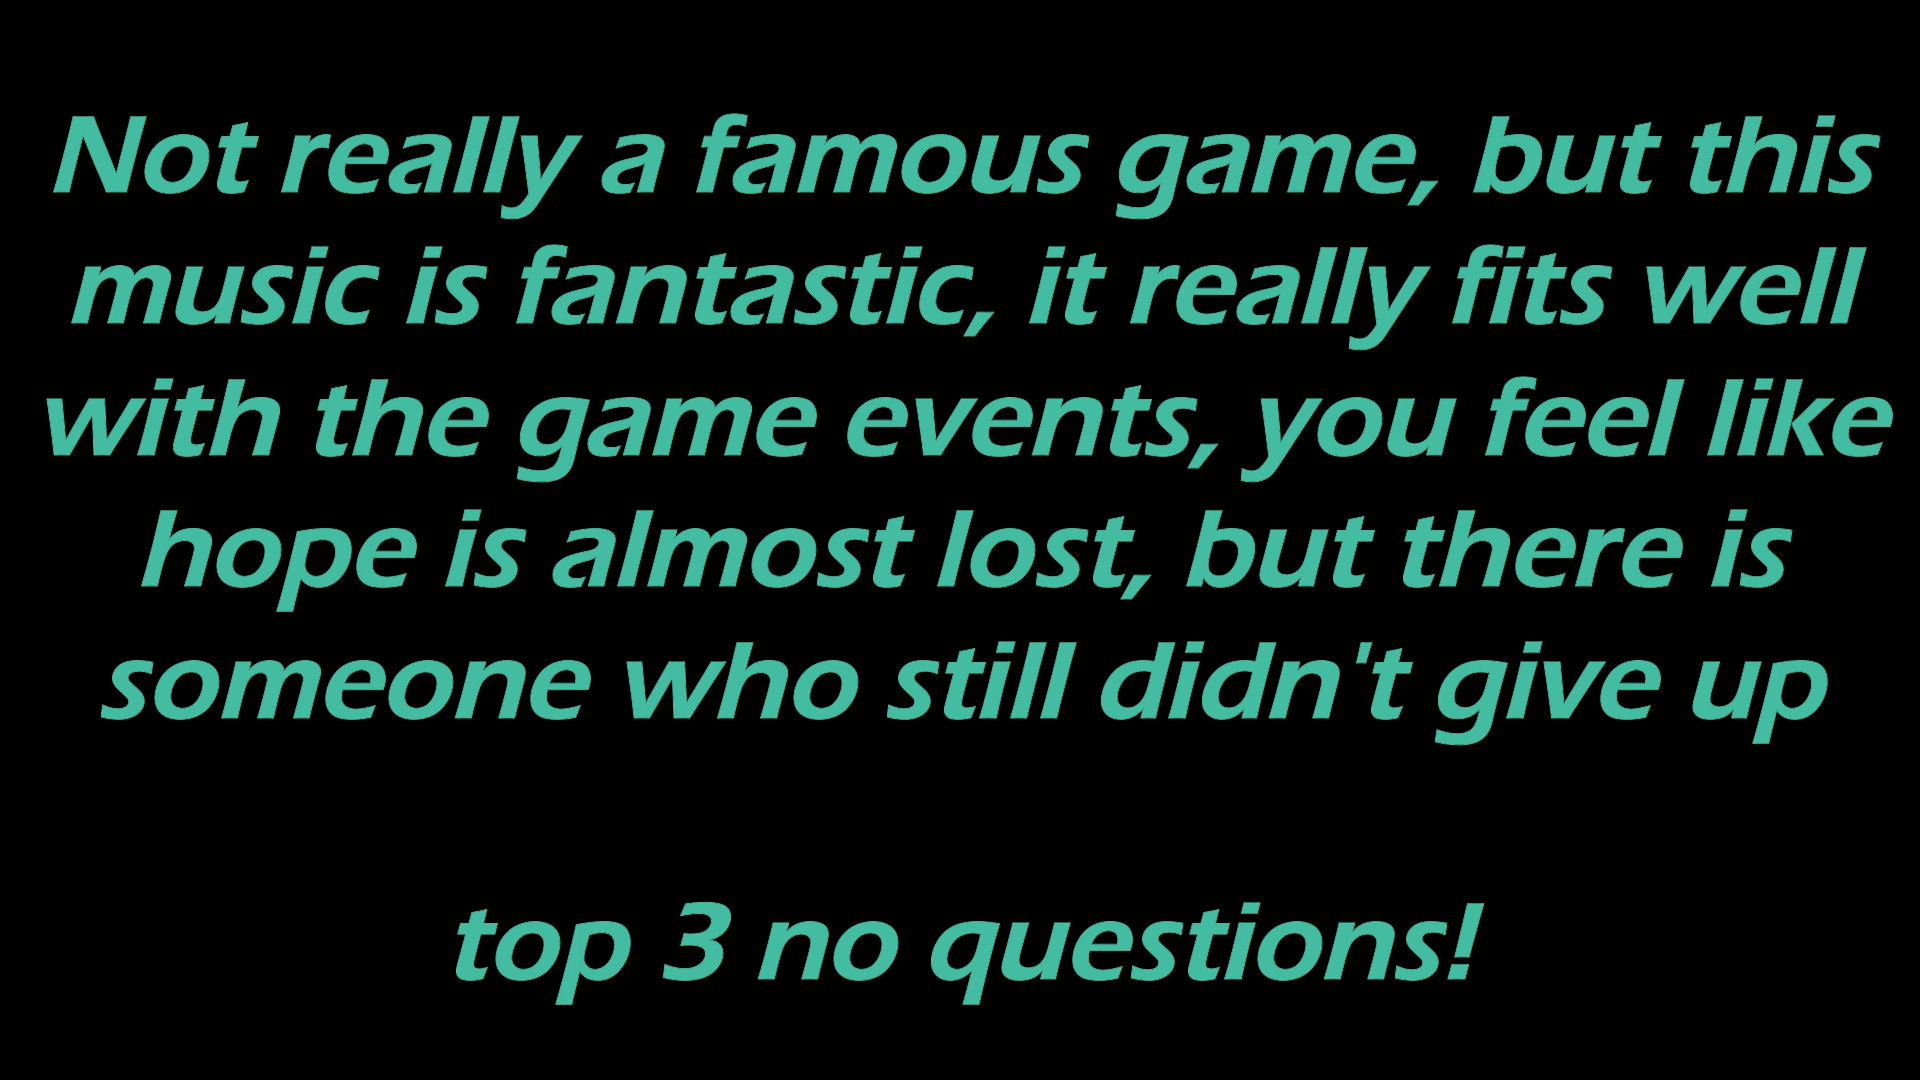 Not really a famous game, but this
music is fantastic, it really fits well
with the game events, you feel like
hope is almost lost, but there is
someone who still didn't give up
top 3 no questions!